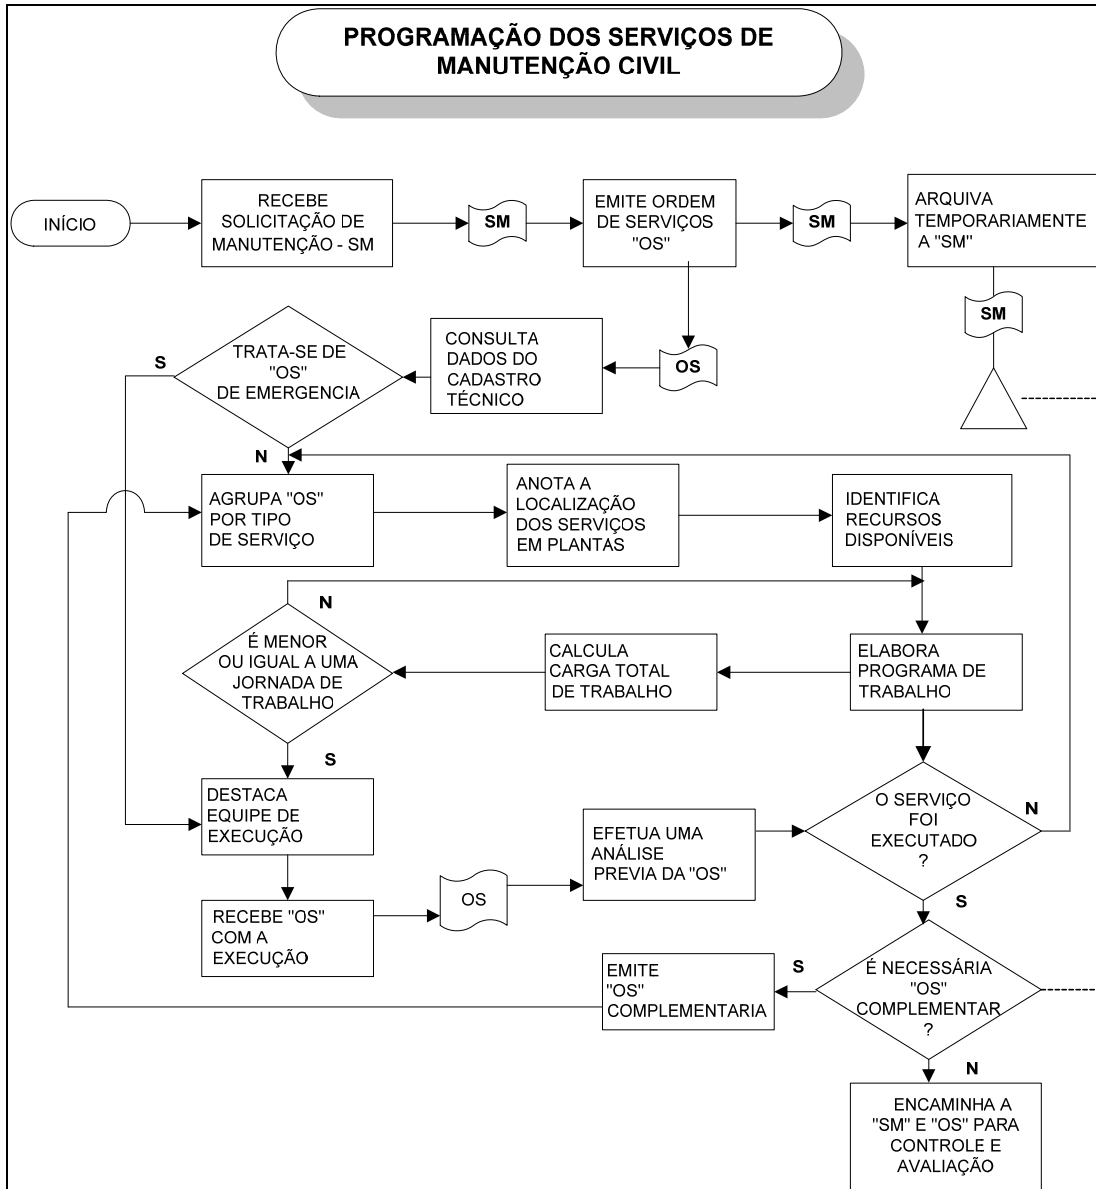 PROGRAMAÇÃO DOS SERVIÇOS DE
MANUTENÇÃO CIVIL
INÍCIO
RECEBE
SOLICITAÇÃO DE
MANUTENÇÃO - SM
SM
EMITE ORDEM
DE SERVIÇOS
"OS"
SM
ARQUIVA
TEMPORARIAMENTE
A "SM"
SM
OS
CONSULTA
DADOS DO
CADASTRO
TÉCNICO
TRATA-SE DE
"OS"
DE EMERGENCIA
S
N
AGRUPA "OS"
POR TIPO
DE SERVIÇO
ANOTA A
LOCALIZAÇÃO
DOS SERVIÇOS
EM PLANTAS
IDENTIFICA
RECURSOS
DISPONÍVEIS
ELABORA
PROGRAMA DE
TRABALHO
CALCULA
CARGA TOTAL
DE TRABALHO
É MENOR
OU IGUAL A UMA
JORNADA DE
TRABALHO
N
S
DESTACA
EQUIPE DE
EXECUÇÃO
RECEBE "OS"
COM A
EXECUÇÃO
OS
EFETUA UMA
ANÁLISE
PREVIA DA "OS"
O SERVIÇO
FOI
EXECUTADO
?
N
S
É NECESSÁRIA
"OS"
COMPLEMENTAR
?
S
EMITE
"OS"
COMPLEMENTARIA
N
ENCAMINHA A
"SM" E "OS" PARA
CONTROLE E
AVALIAÇÃO